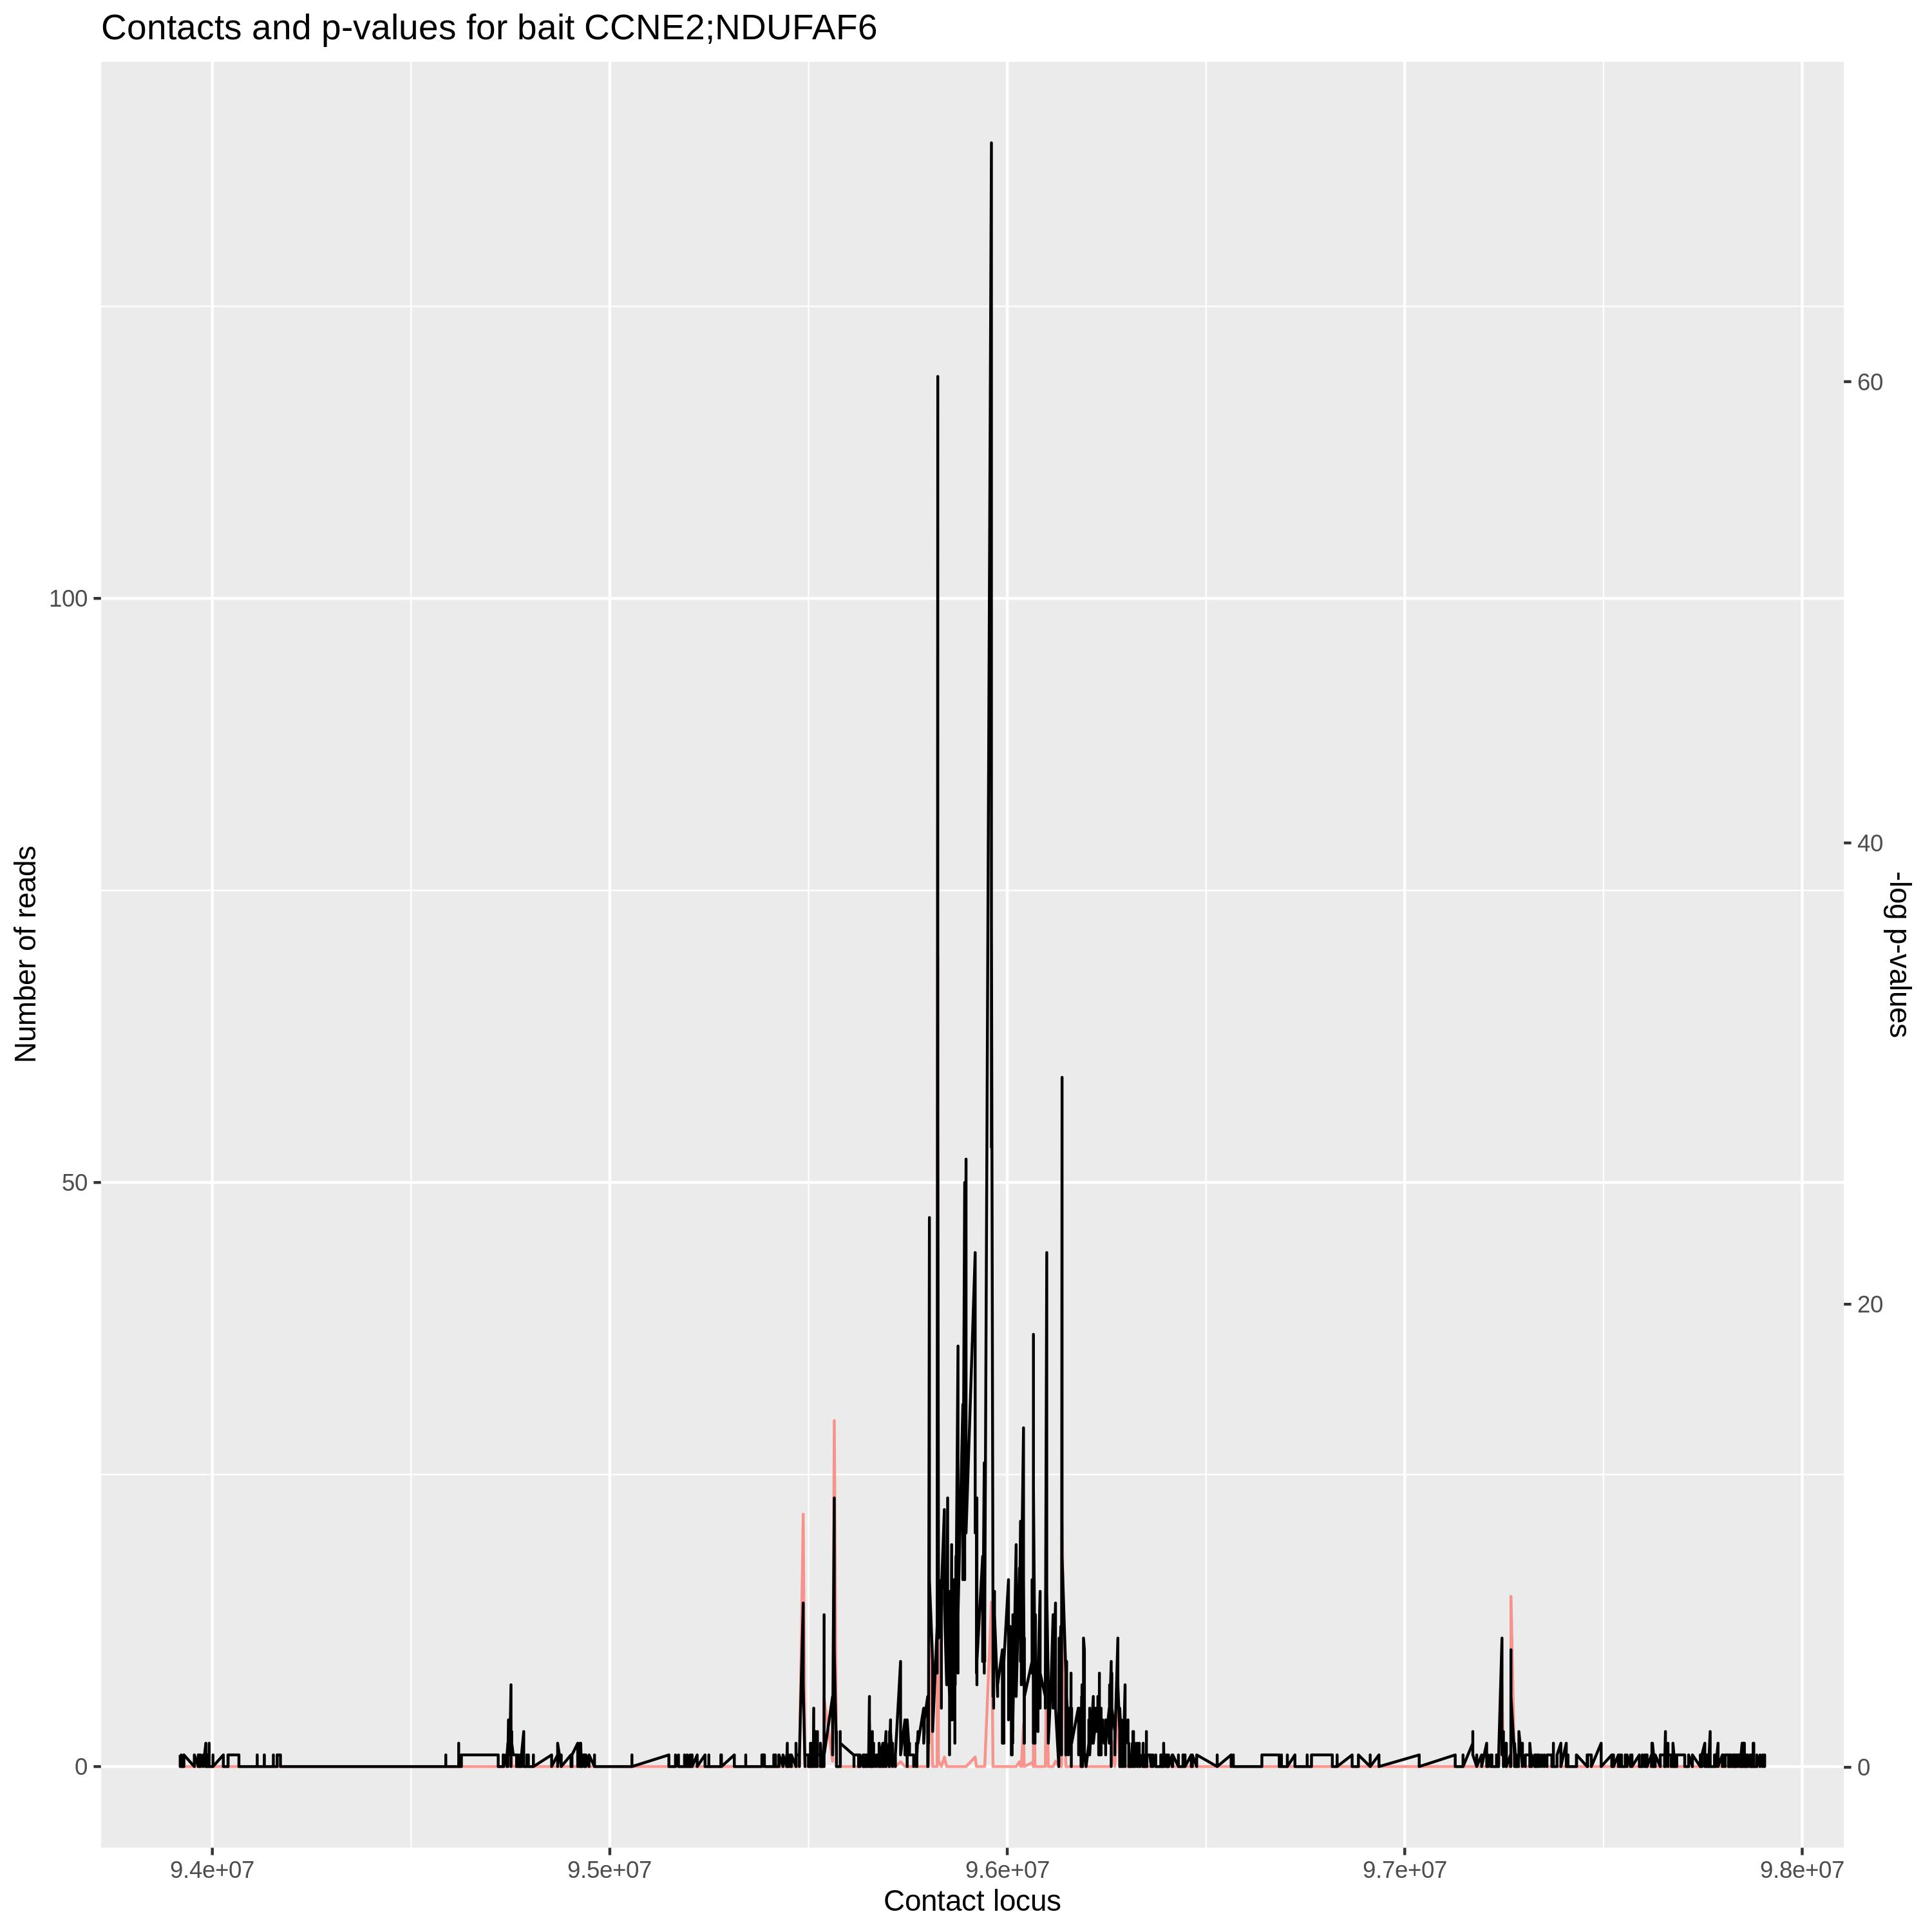 Contacts and p-values for bait CCNE2;NDUFAF6
Number of reads
100
50
0
60
40
20
0
-log p-values
9.4e+07 9.5e+07 9.6e+07 9.7e+07 9.8e+07
Contact locus